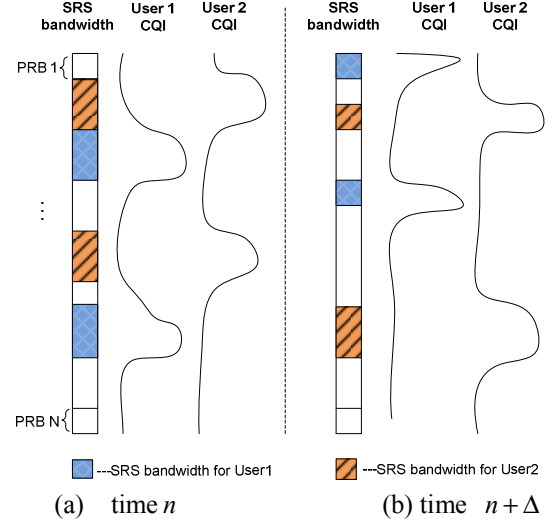 SRS bandwidth
User 1 CQI
User 2 CQI
PRB 1
...
PRB N
SRS bandwidth
User 1 CQI
User 2 CQI
---SRS bandwidth for User1
---SRS bandwidth for User2
(a) time n
(b) time n + Δ